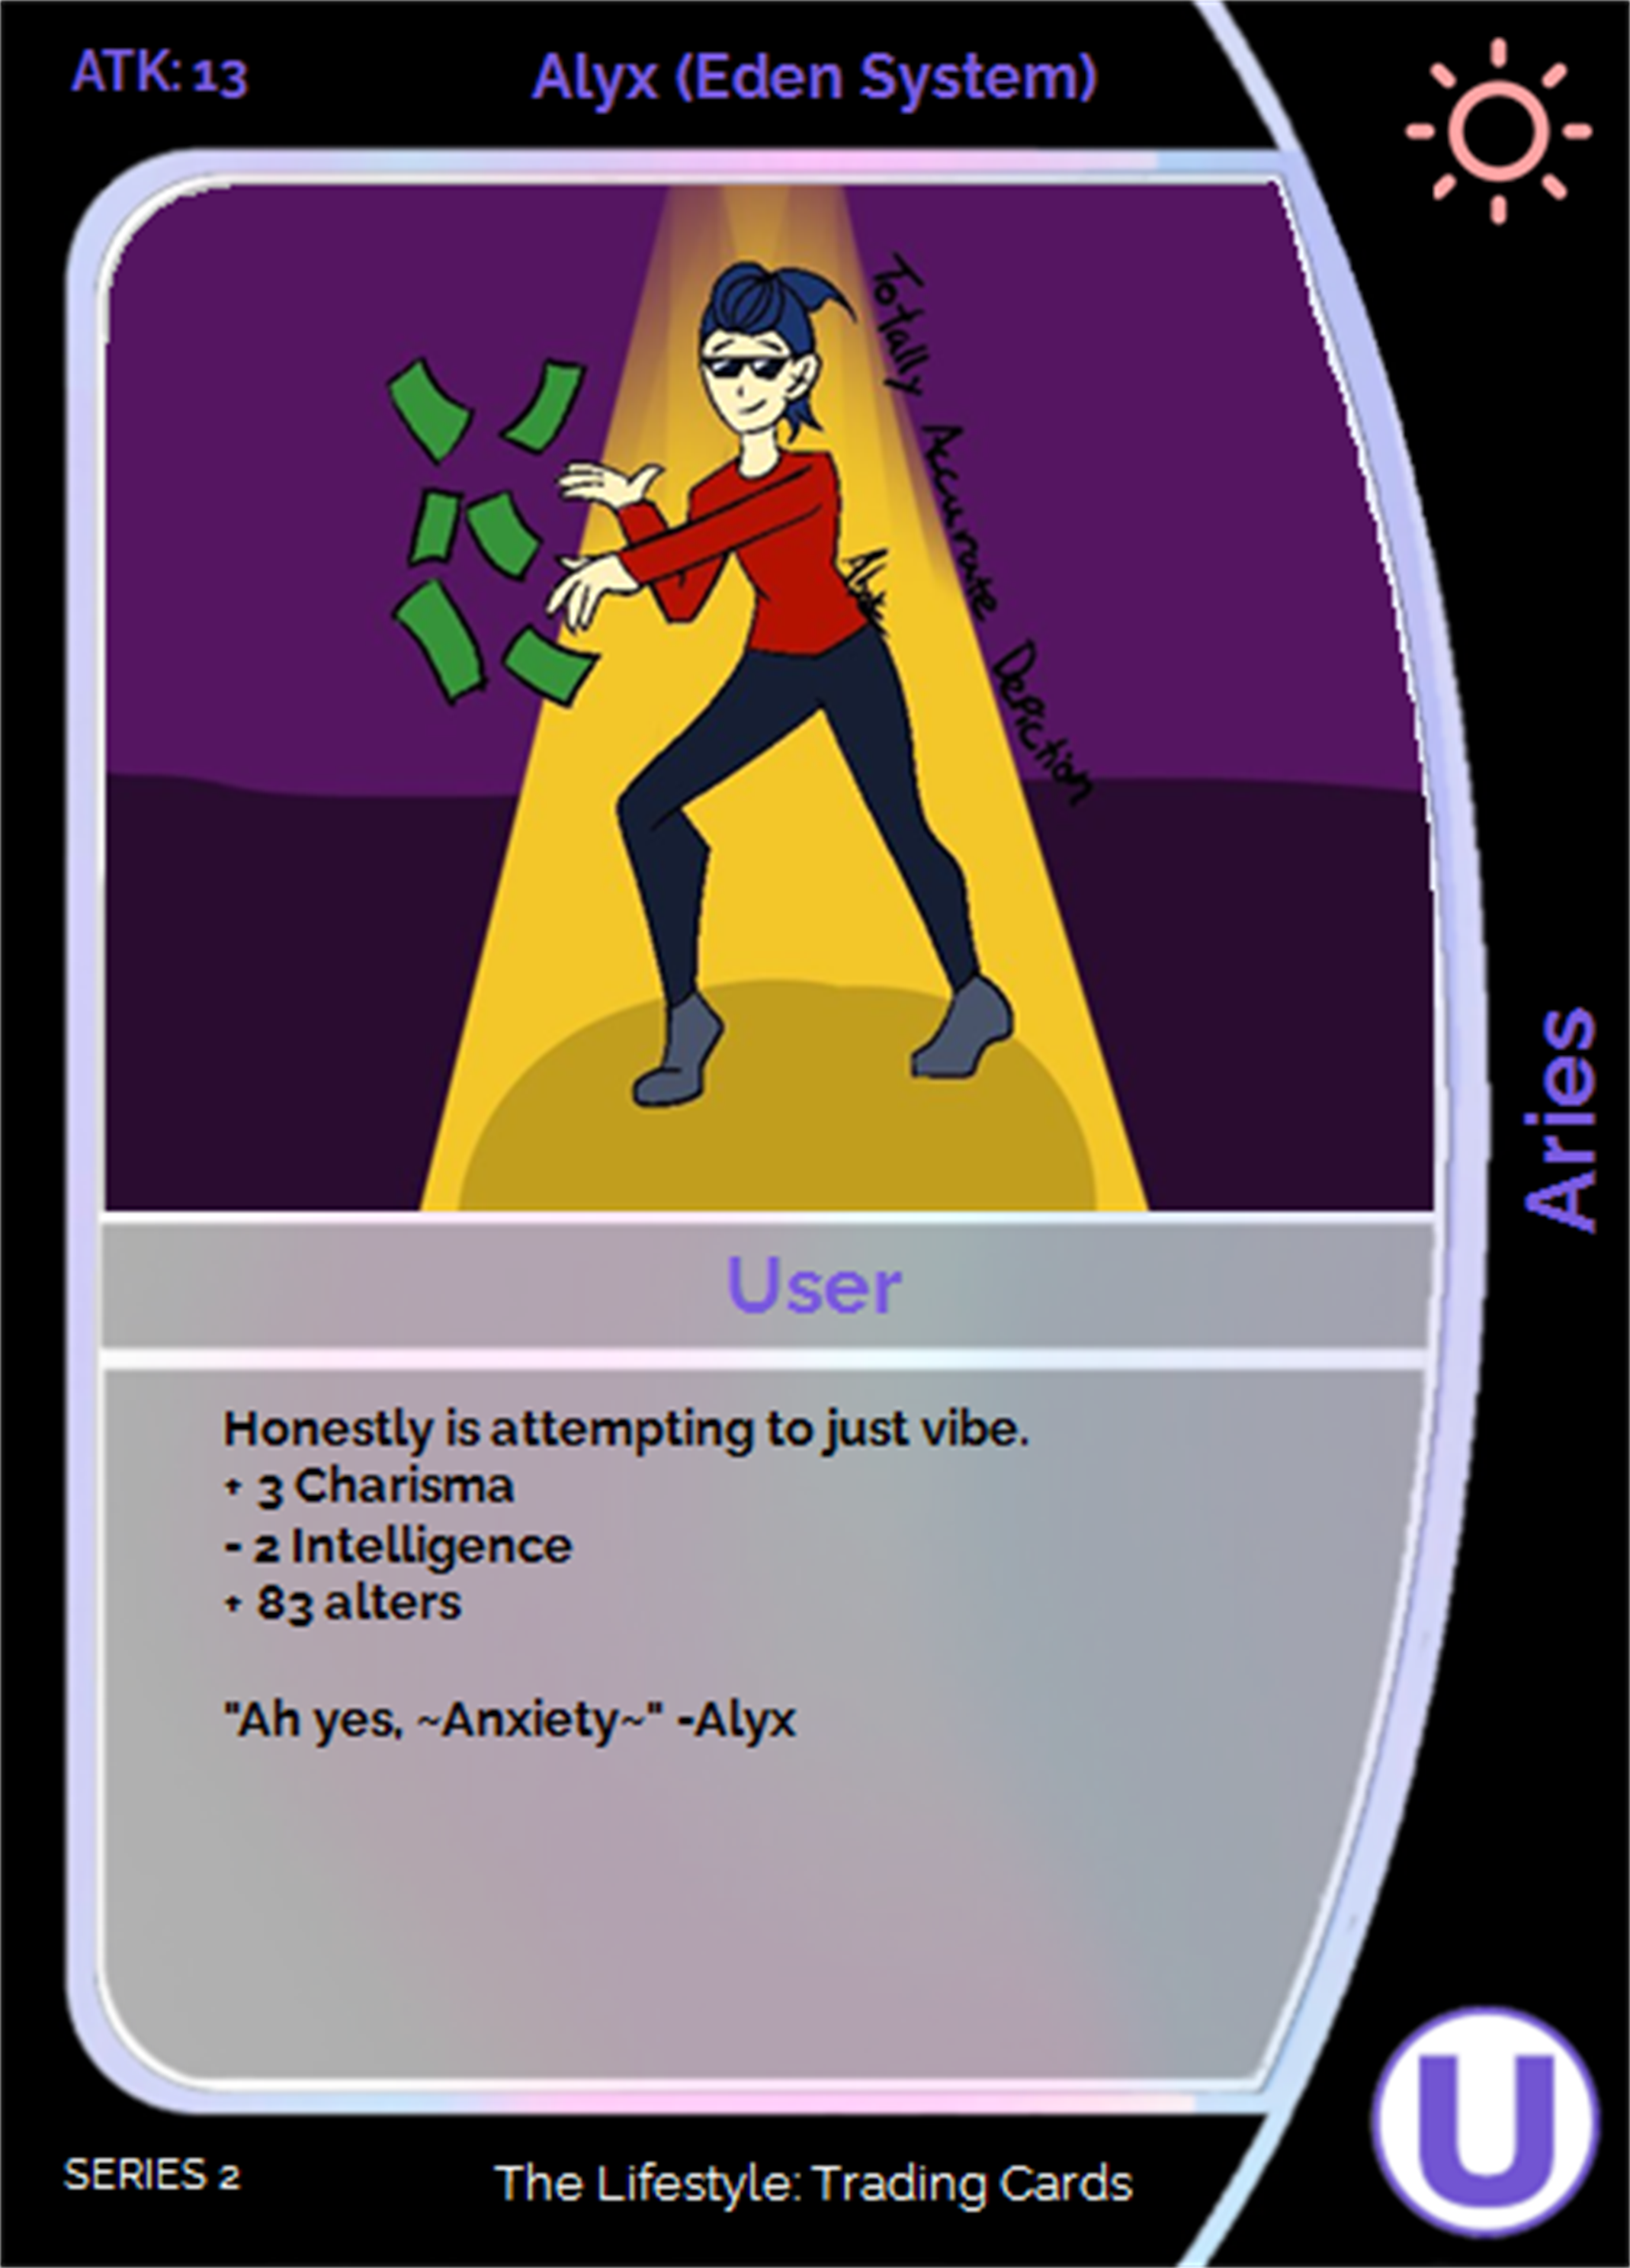 ATK: 13
Alyx (Eden System)
Totally Accurate Depiction
Aries
User
Honestly is attempting to just vibe.
+ 3 Charisma
- 2 Intelligence
+ 83 alters
"Ah yes, ~Anxiety~" -Alyx
SERIES 2
The Lifestyle: Trading Cards
U